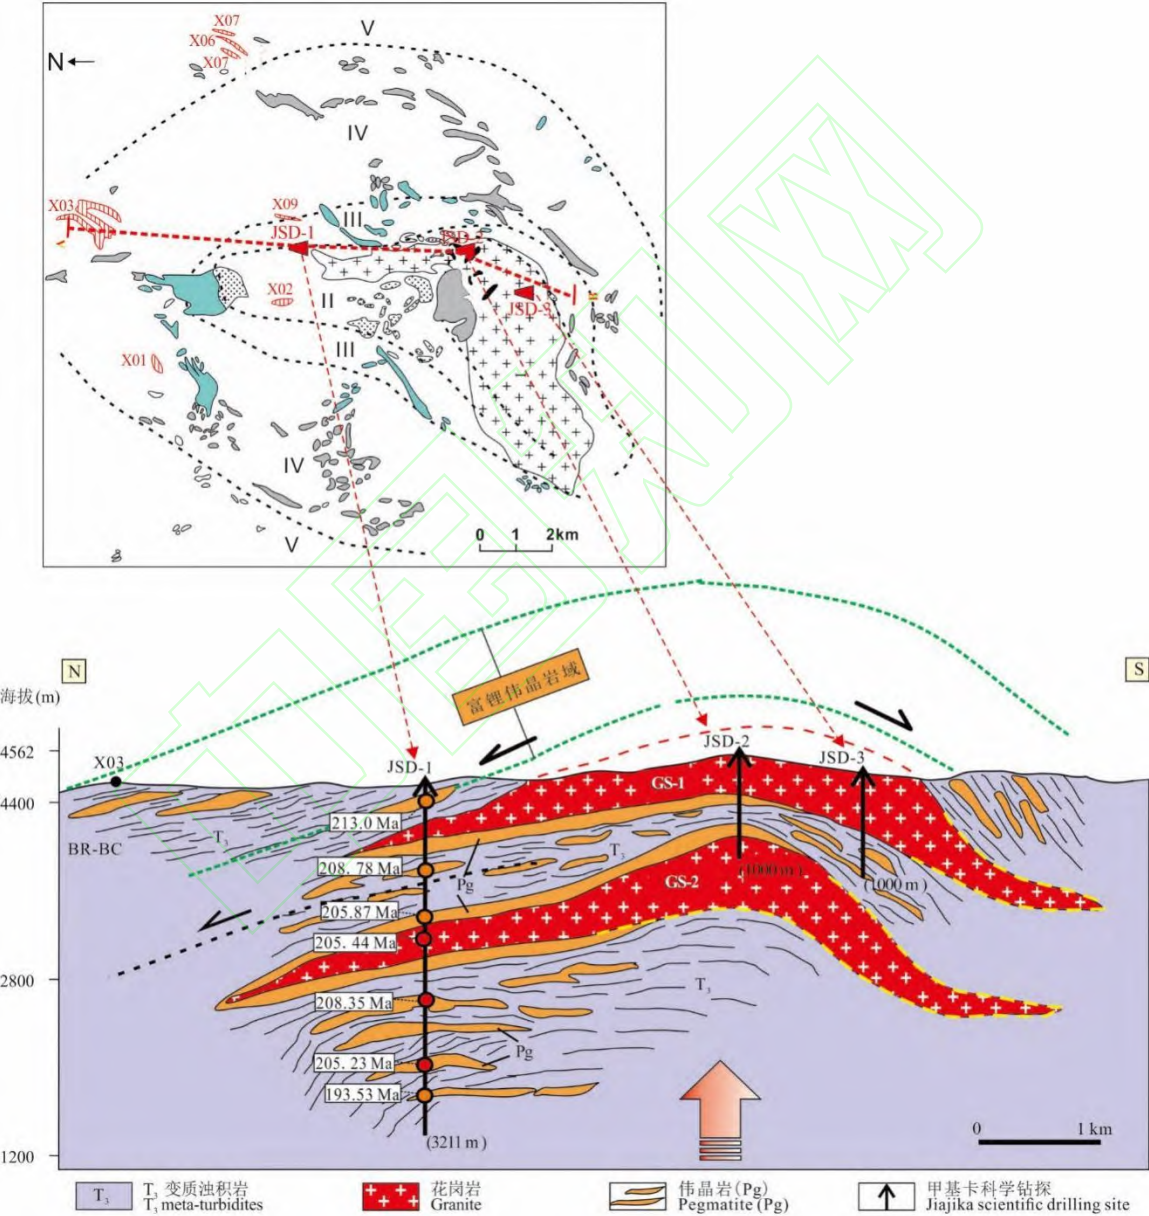 X07
X06
X07
V
N
IV
X03
X09
III
JSD-1
JSD-2
X02
II
JSD-3
III
X01
I
IV
V
0 1 2km
N
S
海拔(m)
富锂伟晶岩域
4562
X03
JSD-1
JSD-2
JSD-3
GS-1
4400
213.0 Ma
T3
BR-BC
T3
208.78 Ma
Pg
(1000 m)
(1000 m)
GS-2
205.87 Ma
205.44 Ma
2800
T3
208.35 Ma
Pg
205.23 Ma
193.53 Ma
0 1 km
(3211 m)
1200
T3
T3 变质浊积岩
T3 meta-turbidites
花岗岩
Granite
伟晶岩(Pg)
Pegmatite (Pg)
甲基卡科学钻探
Jiajika scientific drilling site